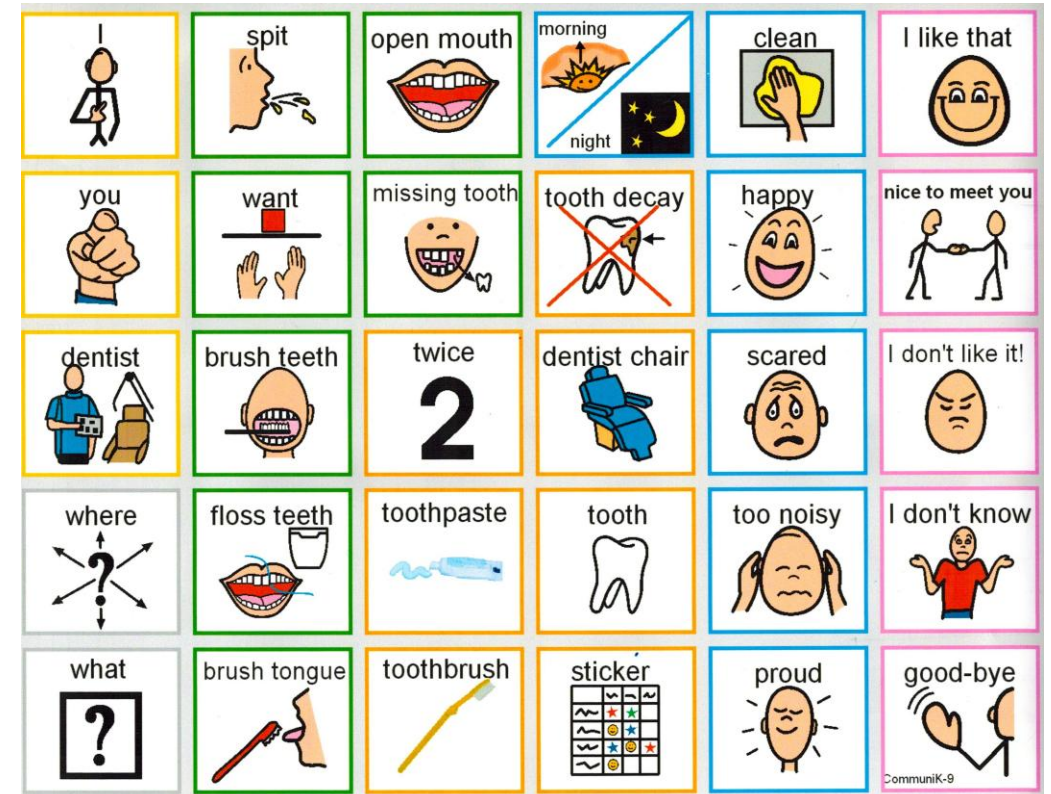 I
spit
open mouth
morning
night
clean
I like that
you
want
missing tooth
tooth decay
happy
nice to meet you
dentist
brush teeth
twice
2
dentist chair
scared
I don't like it!
where
?
floss teeth
toothpaste
tooth
too noisy
I don't know
what
?
brush tongue
toothbrush
sticker
proud
good-bye
CommuniK-9